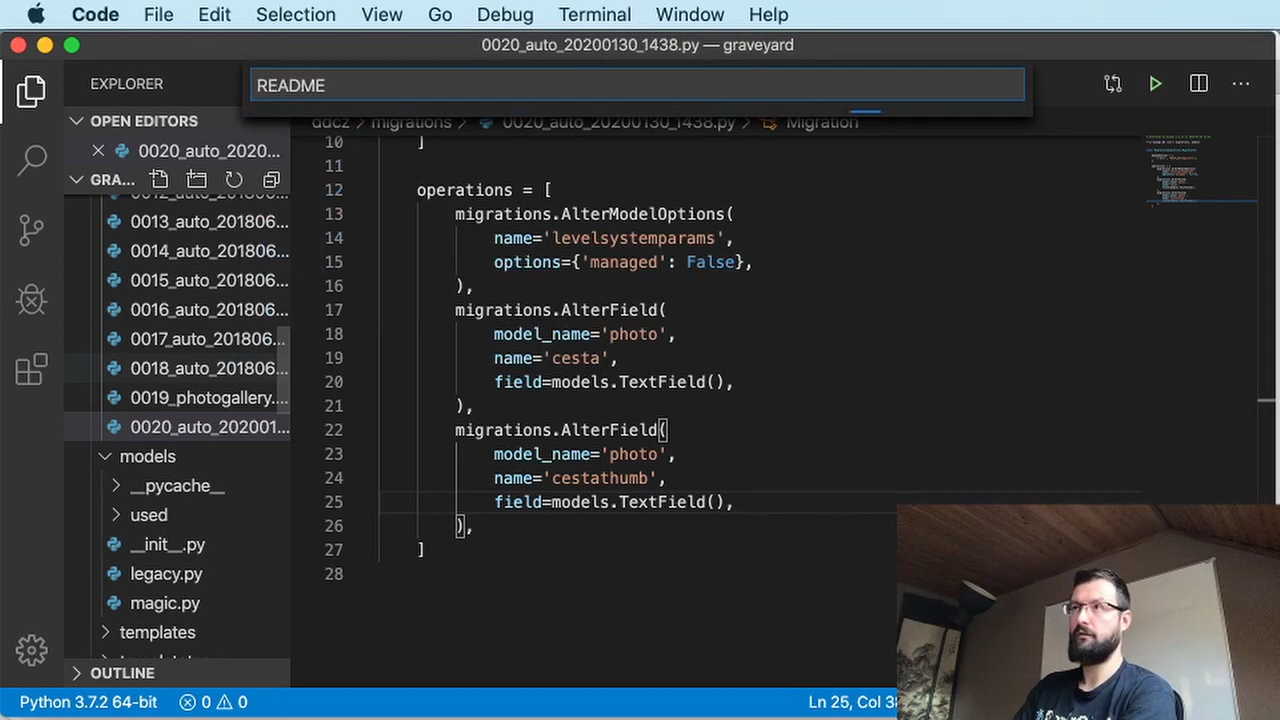 Code File Edit Selection View Go Debug Terminal Window Help
0020_auto_20200130_1438.py — graveyard
EXPLORER
README
OPEN EDITORS
0020_auto_2020...
GRA...
0013_auto_201806...
0014_auto_201806...
0015_auto_201806...
0016_auto_201806...
0017_auto_201806...
0018_auto_201806...
0019_photogallery....
0020_auto_202001...
models
__pycache__
used
__init__.py
legacy.py
magic.py
templates
OUTLINE
ddcz > migrations > 0020_auto_20200130_1438.py > Migration
10 ]
11
12 operations = [
13 migrations.AlterModelOptions(
14 name='levelsystemparams',
15 options={'managed': False},
16 ),
17 migrations.AlterField(
18 model_name='photo',
19 name='cesta',
20 field=models.TextField(),
21 ),
22 migrations.AlterField(
23 model_name='photo',
24 name='cestathumb',
25 field=models.TextField(),
26 ),
27 ]
28
Python 3.7.2 64-bit 0 0 Ln 25, Col